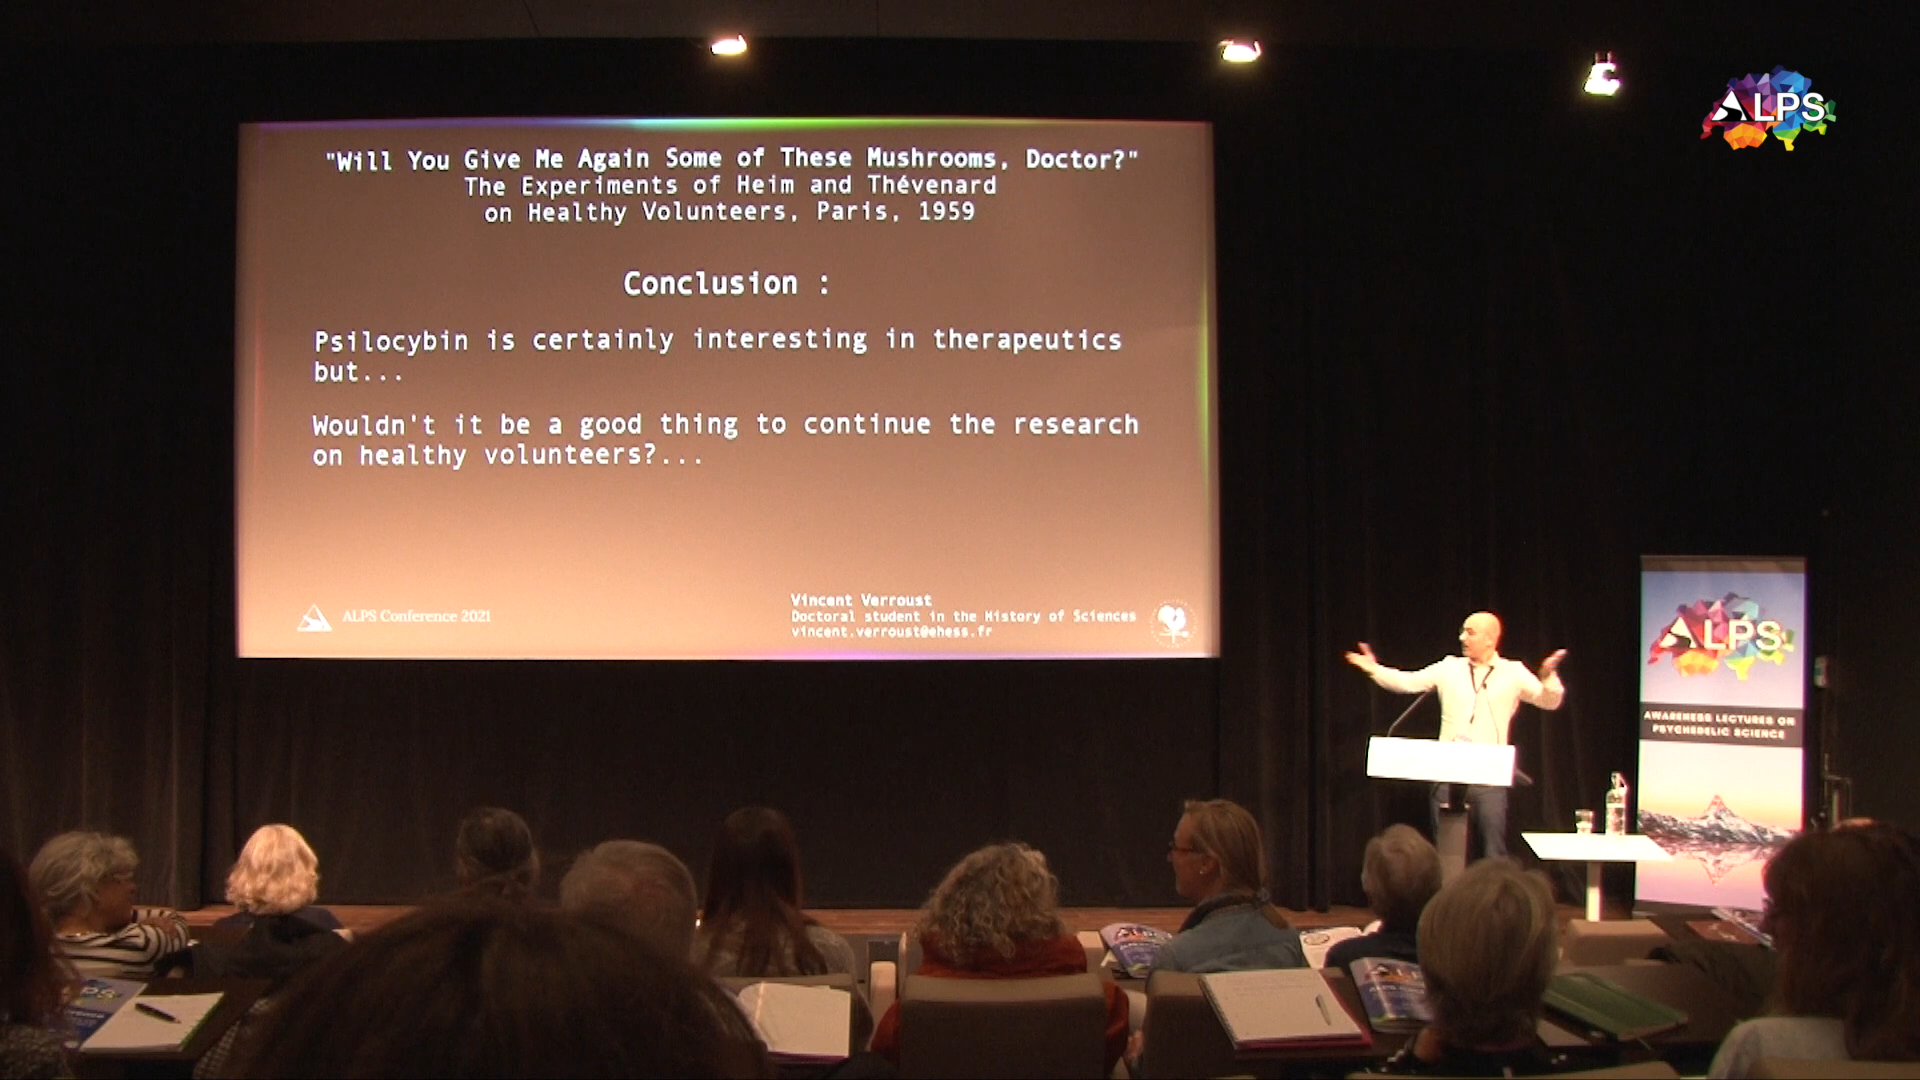 ALPS
"Will You Give Me Again Some of These Mushrooms, Doctor?"
The Experiments of Heim and Thévenard
on Healthy Volunteers, Paris, 1959
Conclusion :
Psilocybin is certainly interesting in therapeutics
but...
Wouldn't it be a good thing to continue the research
on healthy volunteers?...
ALPS Conference 2021
Vincent Verroust
Doctoral student in the History of Sciences
vincent.verroust@ehess.fr
ALPS
AWARENESS LECTURES ON
PSYCHEDELIC SCIENCE